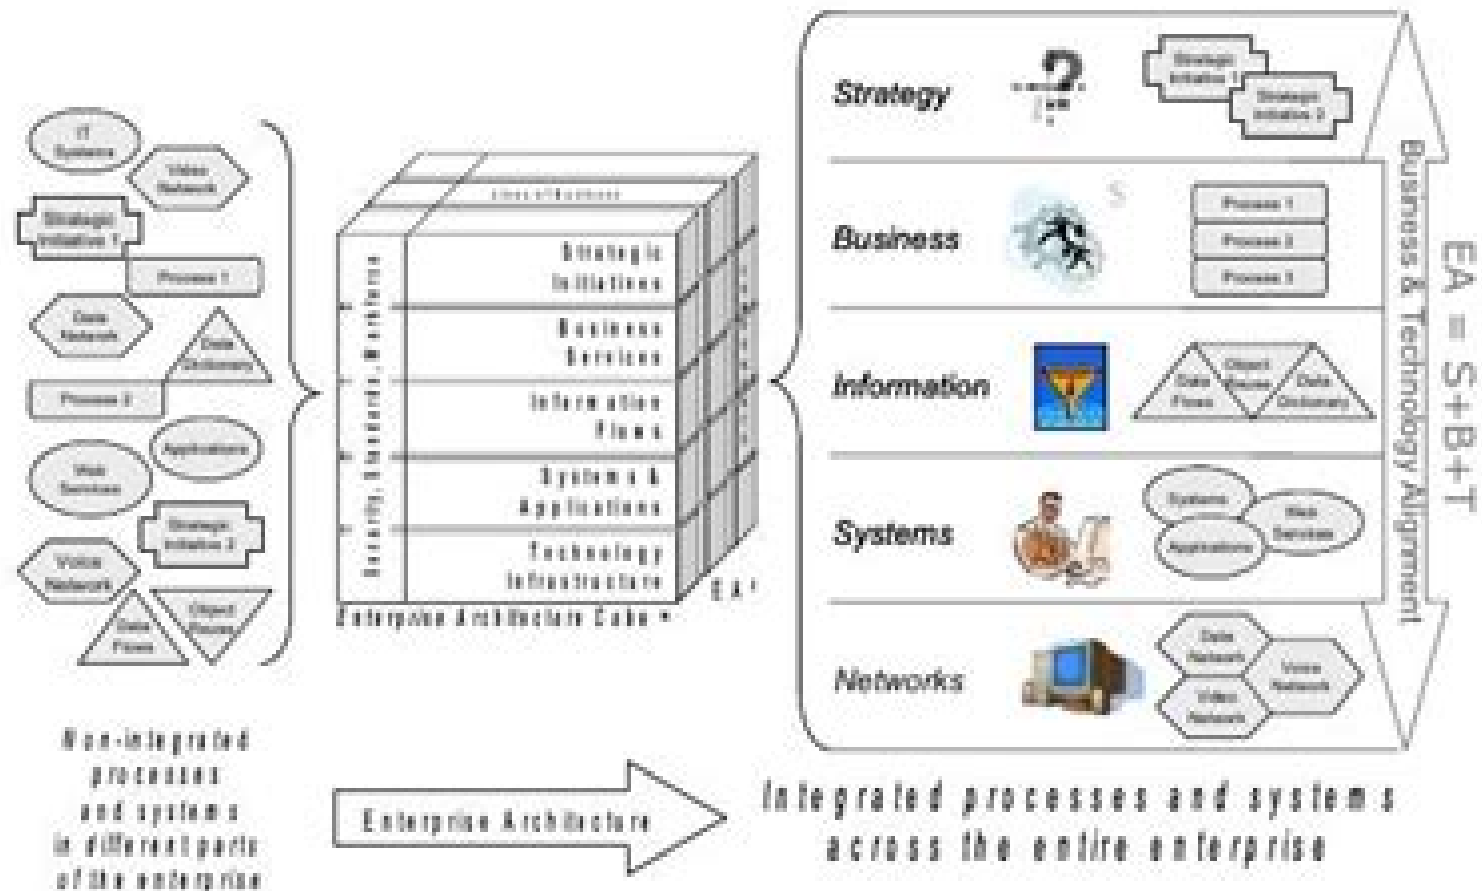 IT
Systems
Video
Network
Strategic
Initiative 1
Process 1
Data
Network
Data
Dictionary
Process 2
Applications
Web
Services
Strategic
Initiative 2
Voice
Network
Data
Flows
Object
Non-integrated
processes
and systems
in different parts
of the enterprise
Lines of Business
Security, Standards, Workforce
Strategic
Initiatives
Business
Services
Information
Flows
Systems &
Applications
Technology
Infrastructure
Enterprise Architecture Cube
Enterprise Architecture
Strategy
Strategic
Initiative 1
Strategic
Initiative 2
Business
Process 1
Process 2
Process 3
Information
Data
Flows
Object
Data
Dictionary
Systems
Systems
Web
Services
Applications
Networks
Data
Network
Voice
Network
Video
Network
Business & Technology Alignment
EA = S+B+T
Integrated processes and systems
across the entire enterprise